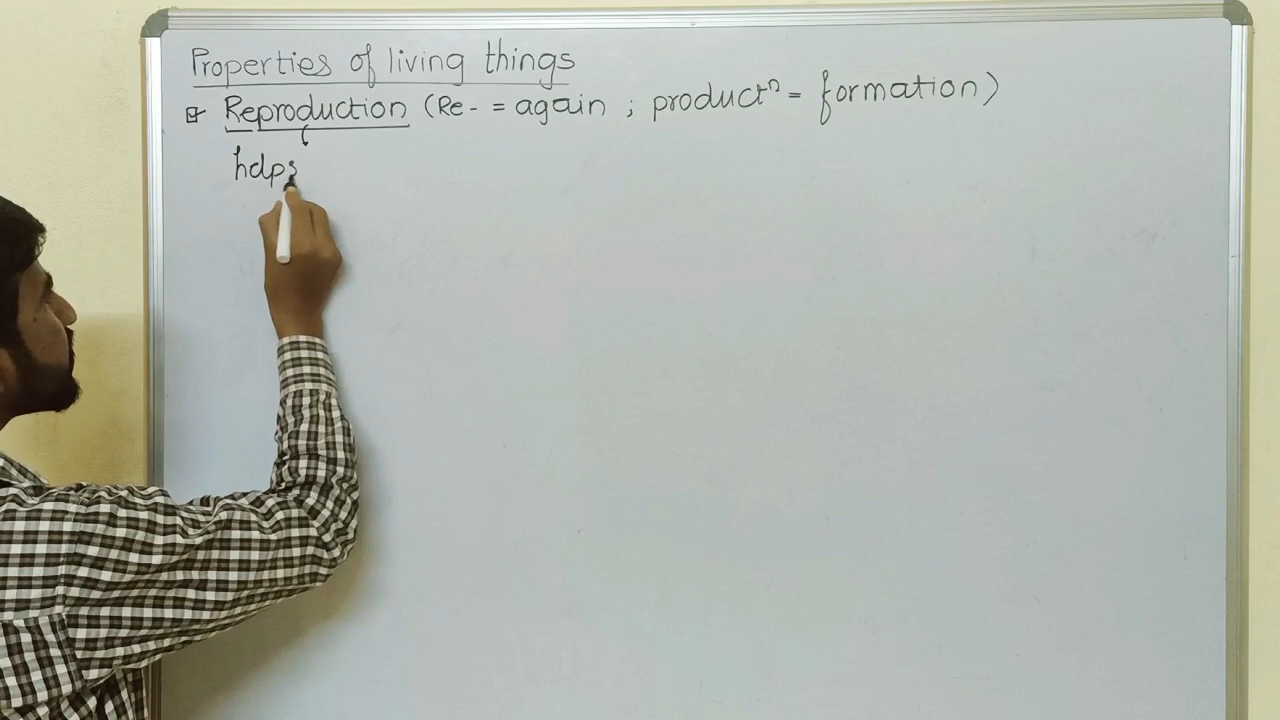 Properties of living things
Reproduction (Re- = again ; productⁿ = formation)
helps